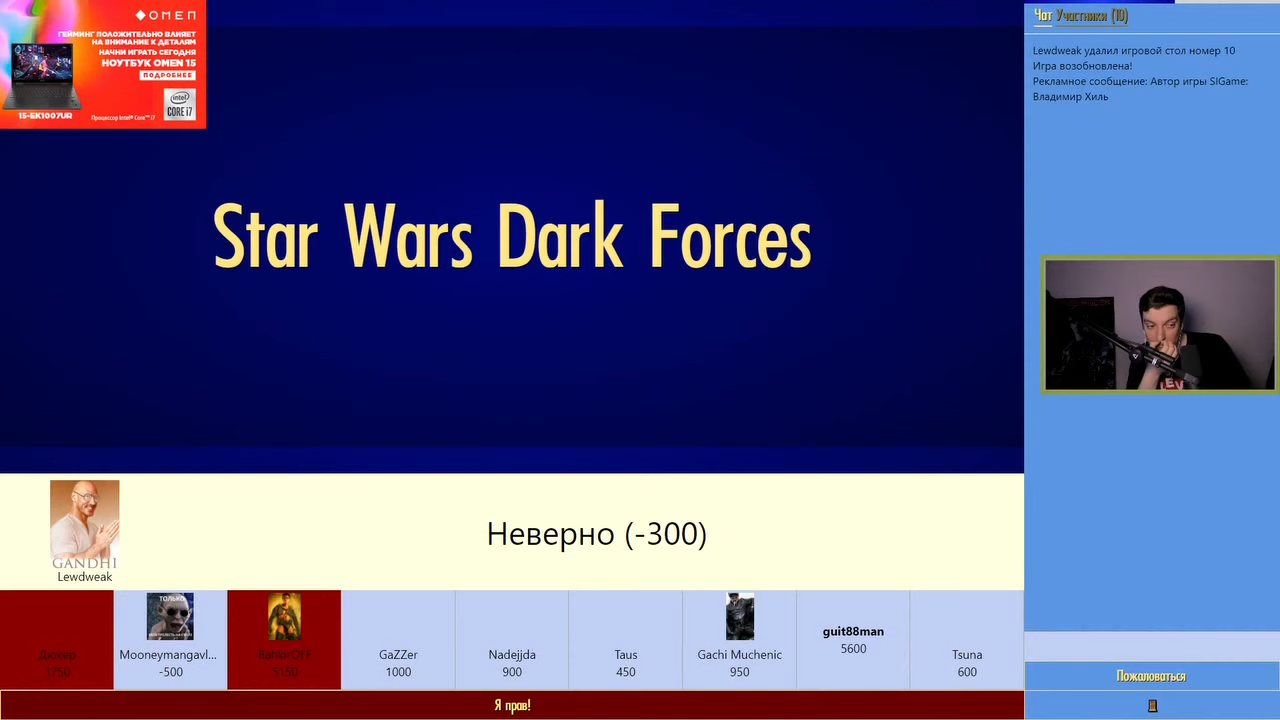 ОМЕП
ГЕЙМИНГ ПОЛОЖИТЕЛЬНО ВЛИЯЕТ
НА ВНИМАНИЕ К ДЕТАЛЯМ
НАЧНИ ИГРАТЬ СЕГОДНЯ
НОУТБУК OMEN 15
ПОДРОБНЕЕ
intel
CORE i7
15-EK1007UR
Процессор Intel® Core™ i7
Star Wars Dark Forces
Чат Участники (10)
Lewdweak удалил игровой стол номер 10
Игра возобновлена!
Рекламное сообщение: Автор игры SIGame:
Владимир Хиль
GANDHI
Lewdweak
Неверно (-300)
ТОЛЬКО
Mooneymangavl...
-500
5150
1750
GaZZer
1000
Nadejjda
900
Taus
450
Gachi Muchenic
950
guit88man
5600
Tsuna
600
Я прав!
Пожаловаться